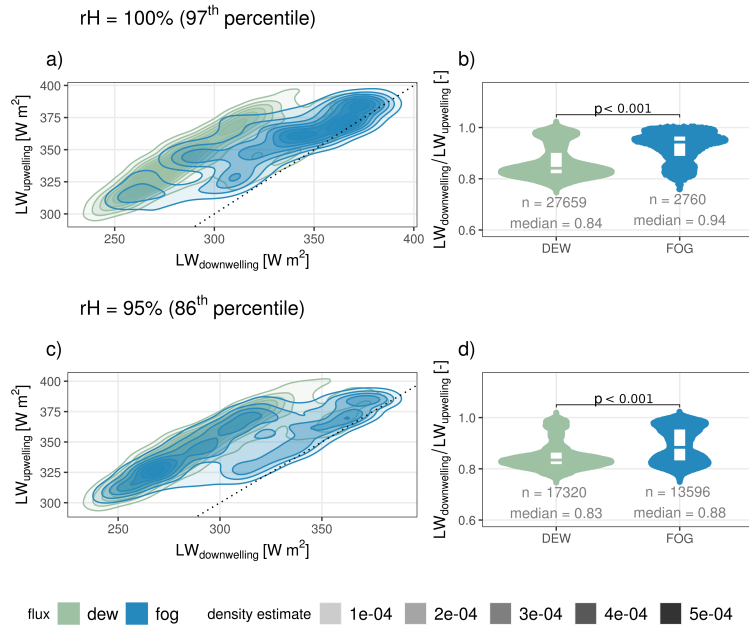 rH = 100% (97th percentile)
a)
b)
LWupwelling [W m²]
400
375
350
325
300
250
300
350
400
LWdownwelling [W m²]
LWdownwelling/LWupwelling [-]
1.0
0.8
0.6
p < 0.001
n = 27659
median = 0.84
n = 2760
median = 0.94
DEW
FOG
rH = 95% (86th percentile)
c)
d)
LWupwelling [W m²]
400
375
350
325
300
250
300
350
LWdownwelling [W m²]
LWdownwelling/LWupwelling [-]
1.0
0.8
0.6
p < 0.001
n = 17320
median = 0.83
n = 13596
median = 0.88
DEW
FOG
flux dew fog density estimate 1e-04 2e-04 3e-04 4e-04 5e-04